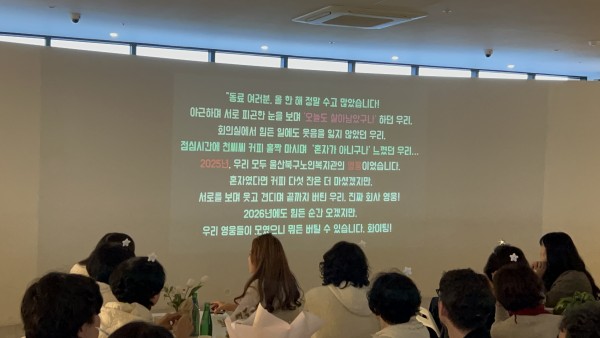 "동료 여러분, 올 한 해 정말 수고 많았습니다!
야근하며 서로 피곤한 눈을 보며 '오늘도 살아남았구나' 하던 우리,
회의실에서 힘든 일에도 웃음을 잃지 않았던 우리,
점심시간에 전씨씨 커피 홀짝 마시며 '혼자가 아니구나' 느꼈던 우리...
2025년, 우리 모두 울산북구노인복지관의 영웅이었습니다.
혼자였다면 커피 다섯 잔은 더 마셨겠지만,
서로를 보며 웃고 견디며 끝까지 버틴 우리, 진짜 회사 영웅!
2026년에도 힘든 순간 오겠지만,
우리 영웅들이 모였으니 뭐든 버틸 수 있습니다. 화이팅!